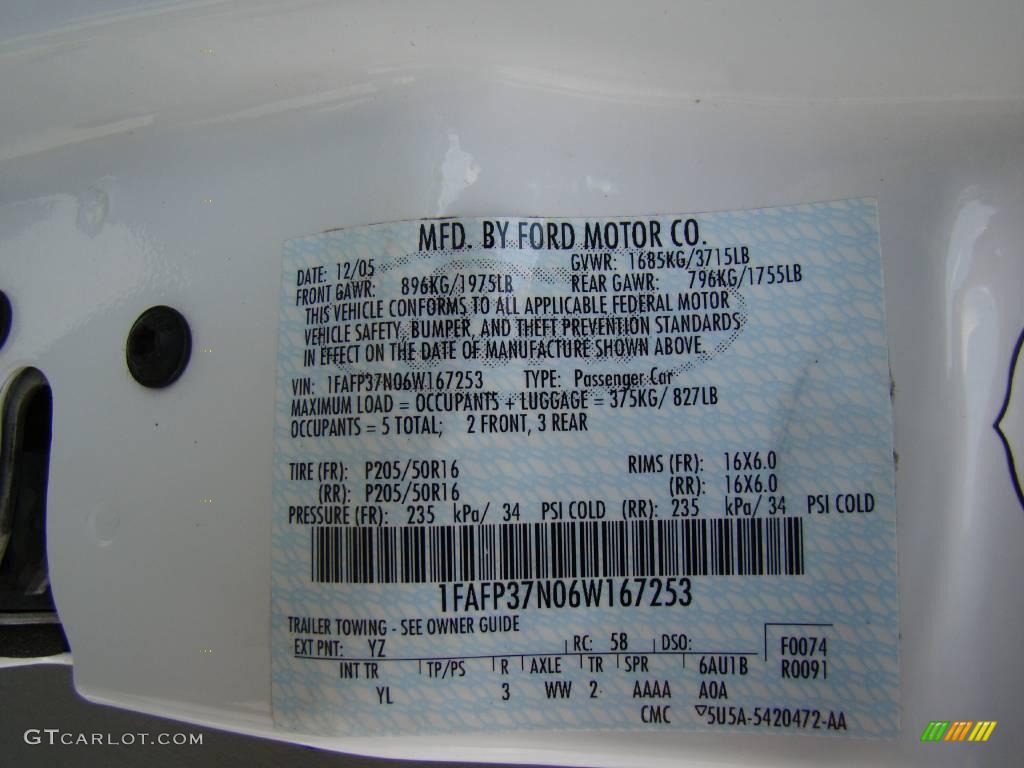 MFD. BY FORD MOTOR CO.
DATE: 12/05 GVWR: 1685KG/3715LB
FRONT GAWR: 896KG/1975LB REAR GAWR: 796KG/1755LB
THIS VEHICLE CONFORMS TO ALL APPLICABLE FEDERAL MOTOR
VEHICLE SAFETY, BUMPER, AND THEFT PREVENTION STANDARDS
IN EFFECT ON THE DATE OF MANUFACTURE SHOWN ABOVE.
VIN: 1FAFP37N06W167253 TYPE: Passenger Car
MAXIMUM LOAD = OCCUPANTS + LUGGAGE = 375KG/ 827LB
OCCUPANTS = 5 TOTAL; 2 FRONT, 3 REAR
TIRE (FR): P205/50R16 RIMS (FR): 16X6.0
(RR): P205/50R16 (RR): 16X6.0
PRESSURE (FR): 235 kPa/ 34 PSI COLD (RR): 235 kPa/ 34 PSI COLD
1FAFP37N06W167253
TRAILER TOWING - SEE OWNER GUIDE
EXT PNT: YZ RC: 58 DSO: F0074
INT TR TP/PS R AXLE TR SPR 6AU1B R0091
YL 3 WW 2 AAAA A0A
CMC ▽5U5A-5420472-AA
GTCARLOT.COM